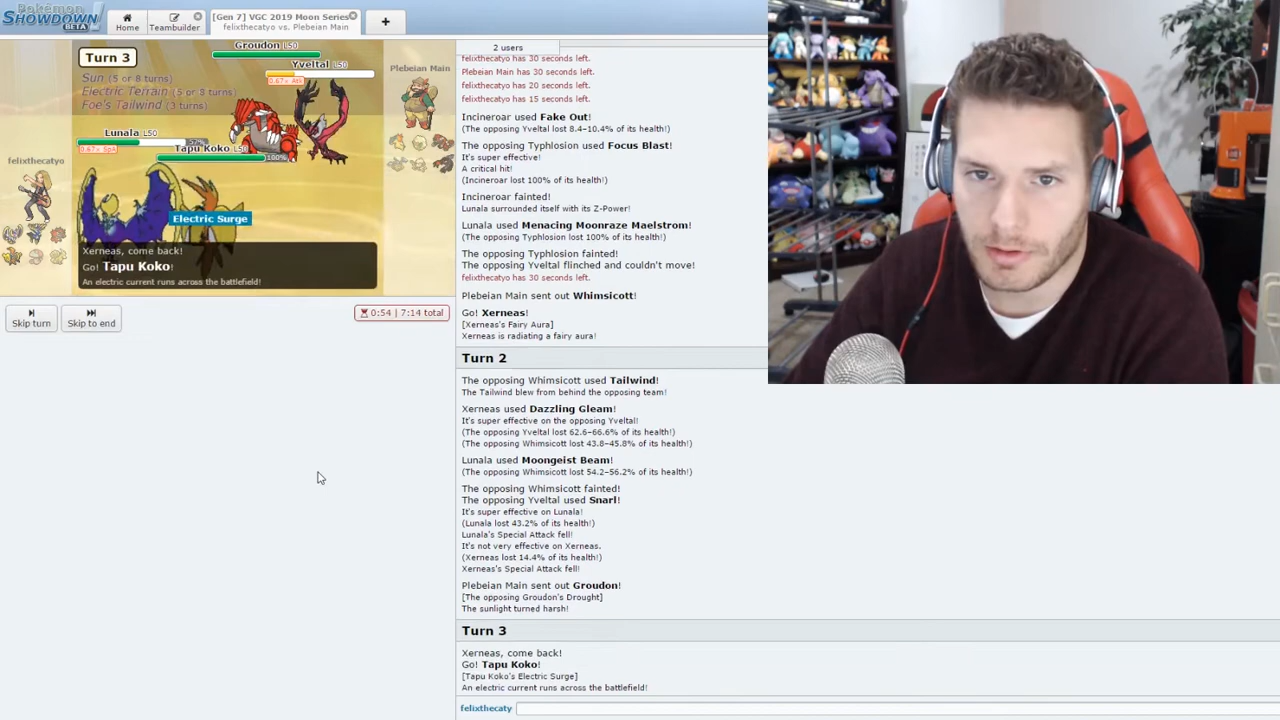 Pokémon
SHOWDOWN
BETA
Home
Teambuilder
[Gen 7] VGC 2019 Moon Series
felixthecatyo vs. Plebeian Main
+
Turn 3
Sun (5 or 8 turns)
Electric Terrain (5 or 8 turns)
Foe's Tailwind (3 turns)
Groudon L50
Yveltal L50
0.67× Atk
Plebeian Main
Lunala L50
57%
0.67× SpA
Tapu Koko L50
100%
felixthecatyo
Electric Surge
Xerneas, come back!
Go! Tapu Koko!
An electric current runs across the battlefield!
Skip turn
Skip to end
0:54 | 7:14 total
2 users
felixthecatyo has 30 seconds left.
Plebeian Main has 30 seconds left.
felixthecatyo has 20 seconds left.
felixthecatyo has 15 seconds left.
Incineroar used Fake Out!
(The opposing Yveltal lost 8.4–10.4% of its health!)
The opposing Typhlosion used Focus Blast!
It's super effective!
A critical hit!
(Incineroar lost 100% of its health!)
Incineroar fainted!
Lunala surrounded itself with its Z-Power!
Lunala used Menacing Moonraze Maelstrom!
(The opposing Typhlosion lost 100% of its health!)
The opposing Typhlosion fainted!
The opposing Yveltal flinched and couldn't move!
felixthecatyo has 30 seconds left.
Plebeian Main sent out Whimsicott!
Go! Xerneas!
[Xerneas's Fairy Aura]
Xerneas is radiating a fairy aura!
Turn 2
The opposing Whimsicott used Tailwind!
The Tailwind blew from behind the opposing team!
Xerneas used Dazzling Gleam!
It's super effective on the opposing Yveltal!
(The opposing Yveltal lost 62.6–66.6% of its health!)
(The opposing Whimsicott lost 43.8–45.8% of its health!)
Lunala used Moongeist Beam!
(The opposing Whimsicott lost 54.2–56.2% of its health!)
The opposing Whimsicott fainted!
The opposing Yveltal used Snarl!
It's super effective on Lunala!
(Lunala lost 43.2% of its health!)
Lunala's Special Attack fell!
It's not very effective on Xerneas.
(Xerneas lost 14.4% of its health!)
Xerneas's Special Attack fell!
Plebeian Main sent out Groudon!
[The opposing Groudon's Drought]
The sunlight turned harsh!
Turn 3
Xerneas, come back!
Go! Tapu Koko!
[Tapu Koko's Electric Surge]
An electric current runs across the battlefield!
felixthecaty